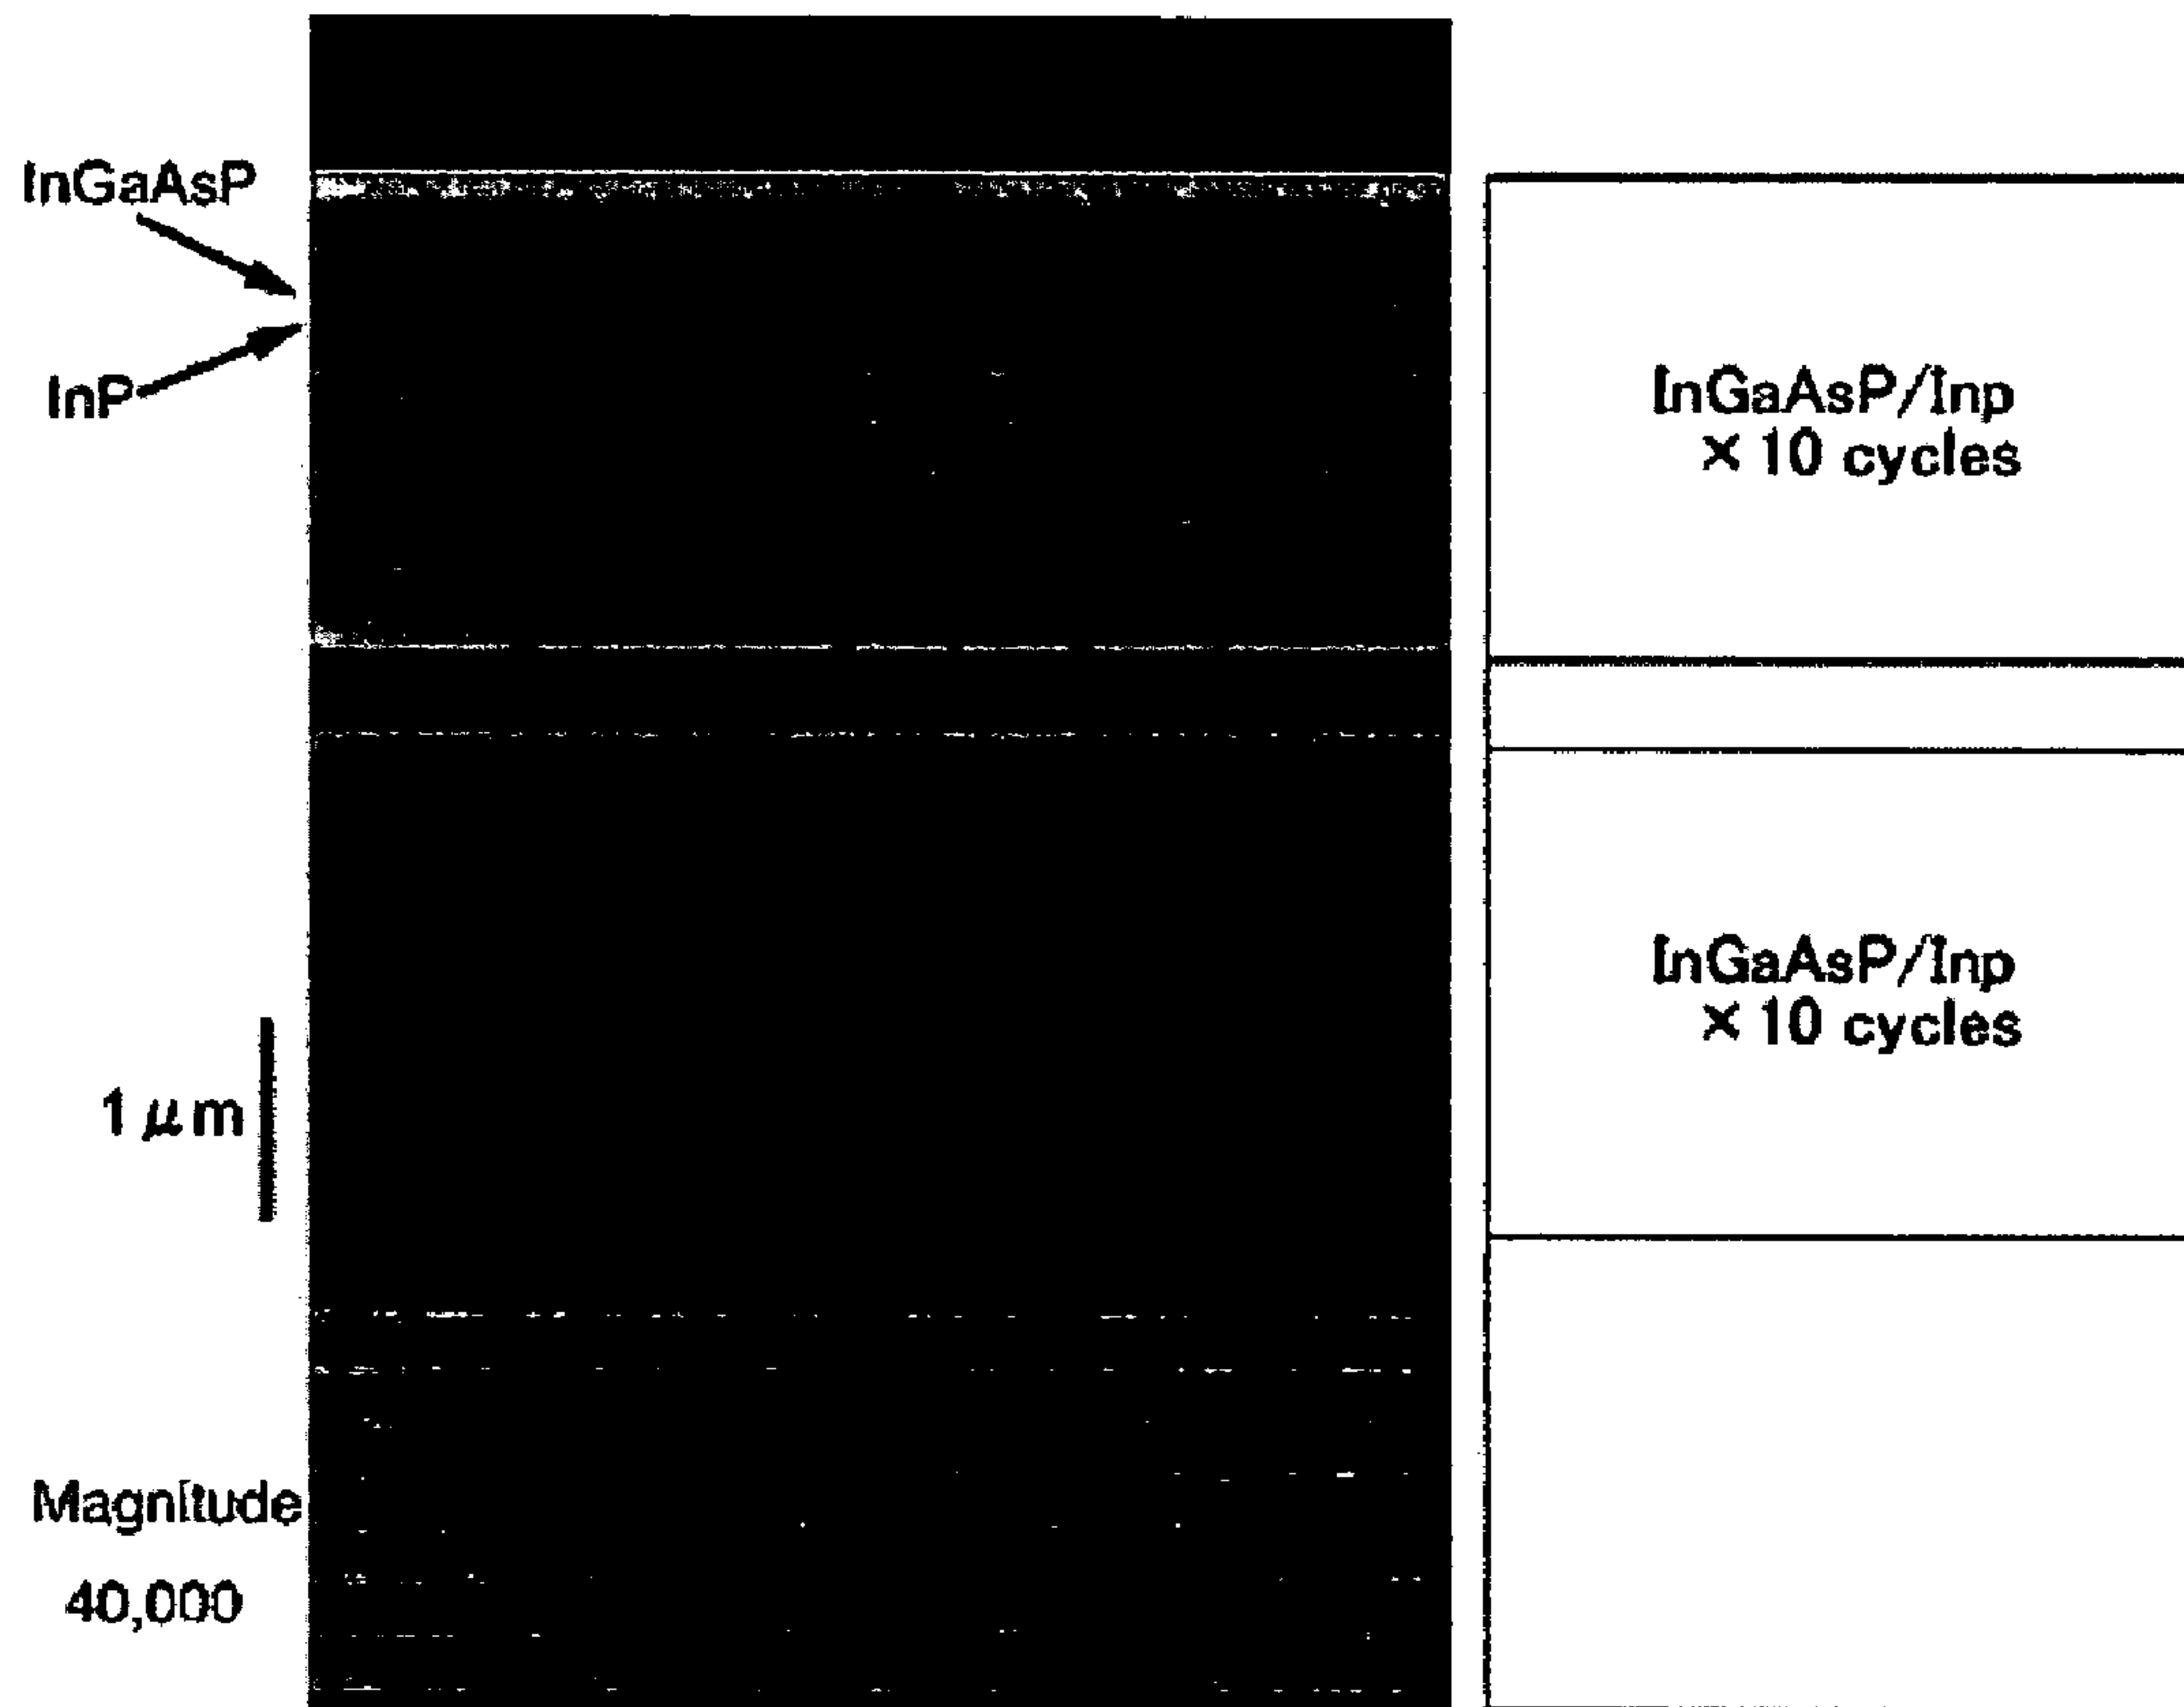 InGaAsP
InP
InGaAsP/Inp
× 10 cycles
InGaAsP/Inp
× 10 cycles
1 μm
Magnitude
40,000